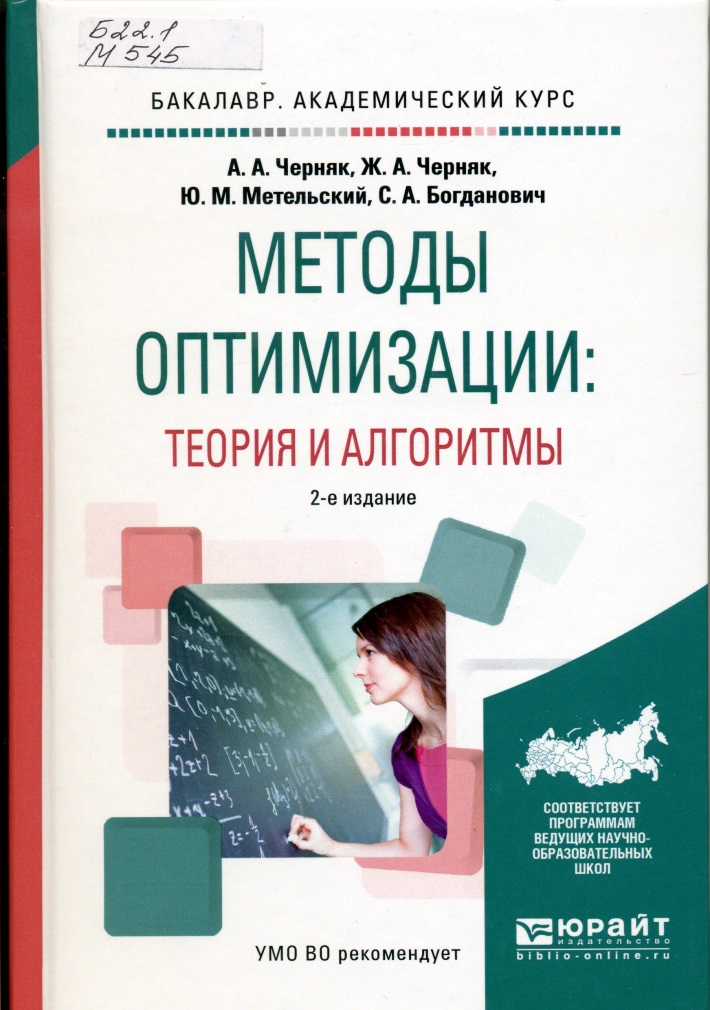 Б22.1
М 545
БАКАЛАВР. АКАДЕМИЧЕСКИЙ КУРС
А. А. Черняк, Ж. А. Черняк,
Ю. М. Метельский, С. А. Богданович
МЕТОДЫ
ОПТИМИЗАЦИИ:
ТЕОРИЯ И АЛГОРИТМЫ
2-е издание
СООТВЕТСТВУЕТ
ПРОГРАММАМ
ВЕДУЩИХ НАУЧНО-
ОБРАЗОВАТЕЛЬНЫХ
ШКОЛ
ЮРАЙТ
ИЗДАТЕЛЬСТВО
biblio-online.ru
УМО ВО рекомендует